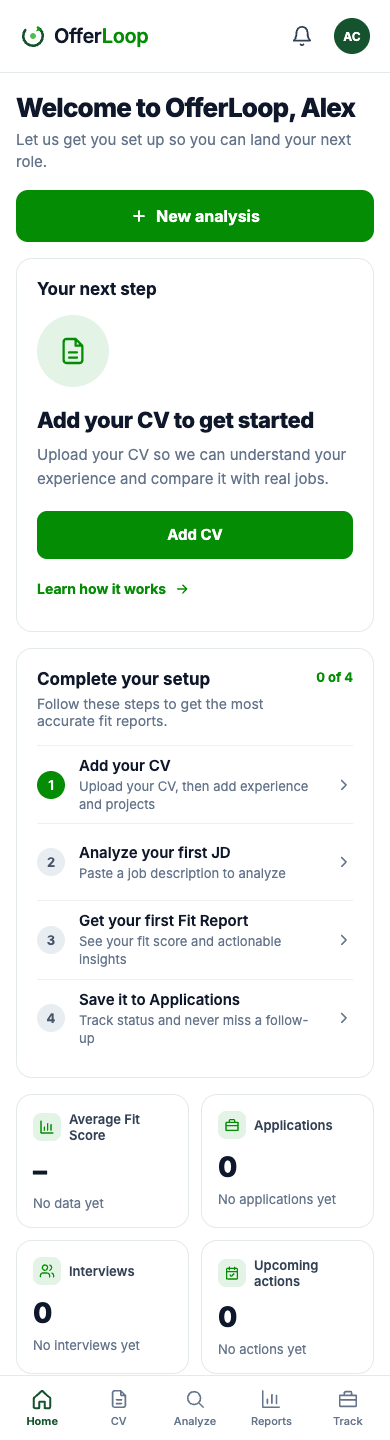 OfferLoop
AC
Welcome to OfferLoop, Alex
Let us get you set up so you can land your next
role.
+ New analysis
Your next step
Add your CV to get started
Upload your CV so we can understand your
experience and compare it with real jobs.
Add CV
Learn how it works →
Complete your setup
0 of 4
Follow these steps to get the most
accurate fit reports.
1
Add your CV
Upload your CV, then add experience
and projects
2
Analyze your first JD
Paste a job description to analyze
3
Get your first Fit Report
See your fit score and actionable
insights
4
Save it to Applications
Track status and never miss a follow-
up
Average Fit
Score
–
No data yet
Applications
0
No applications yet
Interviews
0
No interviews yet
Upcoming
actions
0
No actions yet
Home
CV
Analyze
Reports
Track